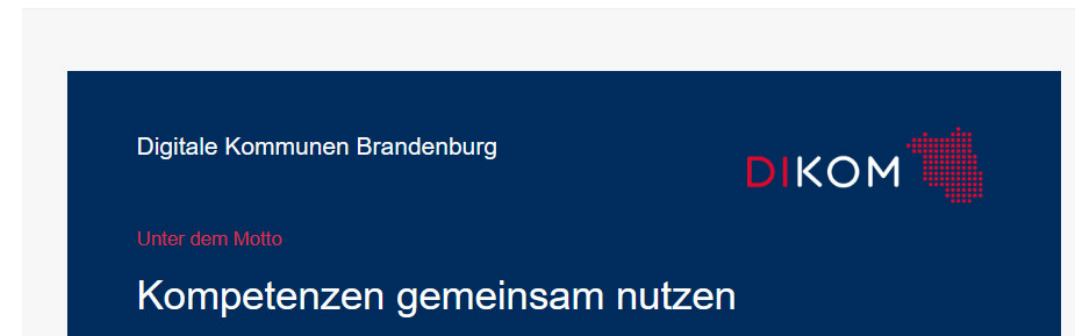 Digitale Kommunen Brandenburg
DIKOM
Unter dem Motto
Kompetenzen gemeinsam nutzen